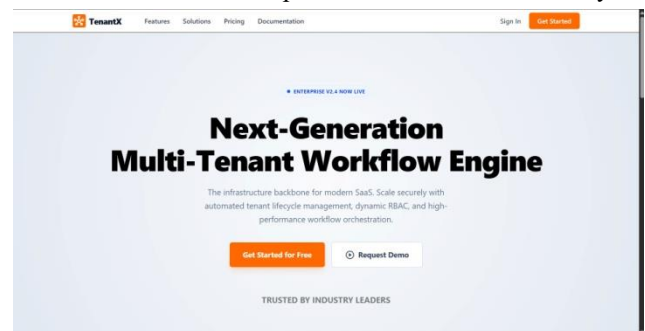 TenantX Features Solutions Pricing Documentation Sign In Get Started
ENTERPRISE V2.4 NOW LIVE
Next-Generation
Multi-Tenant Workflow Engine
The infrastructure backbone for modern SaaS. Scale securely with
automated tenant lifecycle management, dynamic RBAC, and high-
performance workflow orchestration.
Get Started for Free Request Demo
TRUSTED BY INDUSTRY LEADERS